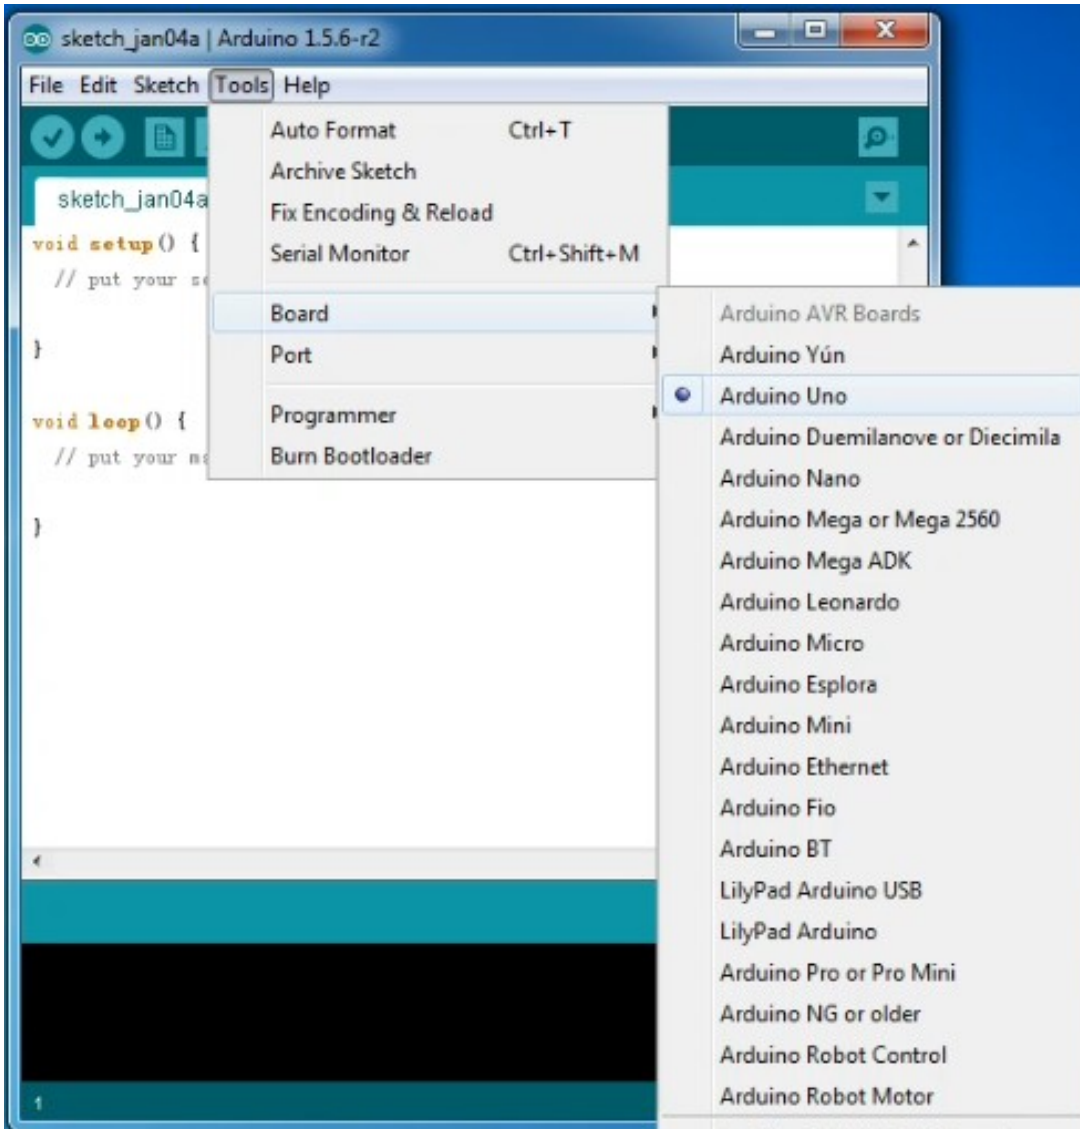 sketch_jan04a | Arduino 1.5.6-r2
File Edit Sketch Tools Help
Auto Format Ctrl+T
Archive Sketch
Fix Encoding & Reload
Serial Monitor Ctrl+Shift+M
Board
Port
Programmer
Burn Bootloader
sketch_jan04a
void setup() {
// put your
}
void loop() {
// put your
}
Arduino AVR Boards
Arduino Yún
Arduino Uno
Arduino Duemilanove or Diecimila
Arduino Nano
Arduino Mega or Mega 2560
Arduino Mega ADK
Arduino Leonardo
Arduino Micro
Arduino Esplora
Arduino Mini
Arduino Ethernet
Arduino Fio
Arduino BT
LilyPad Arduino USB
LilyPad Arduino
Arduino Pro or Pro Mini
Arduino NG or older
Arduino Robot Control
Arduino Robot Motor
1